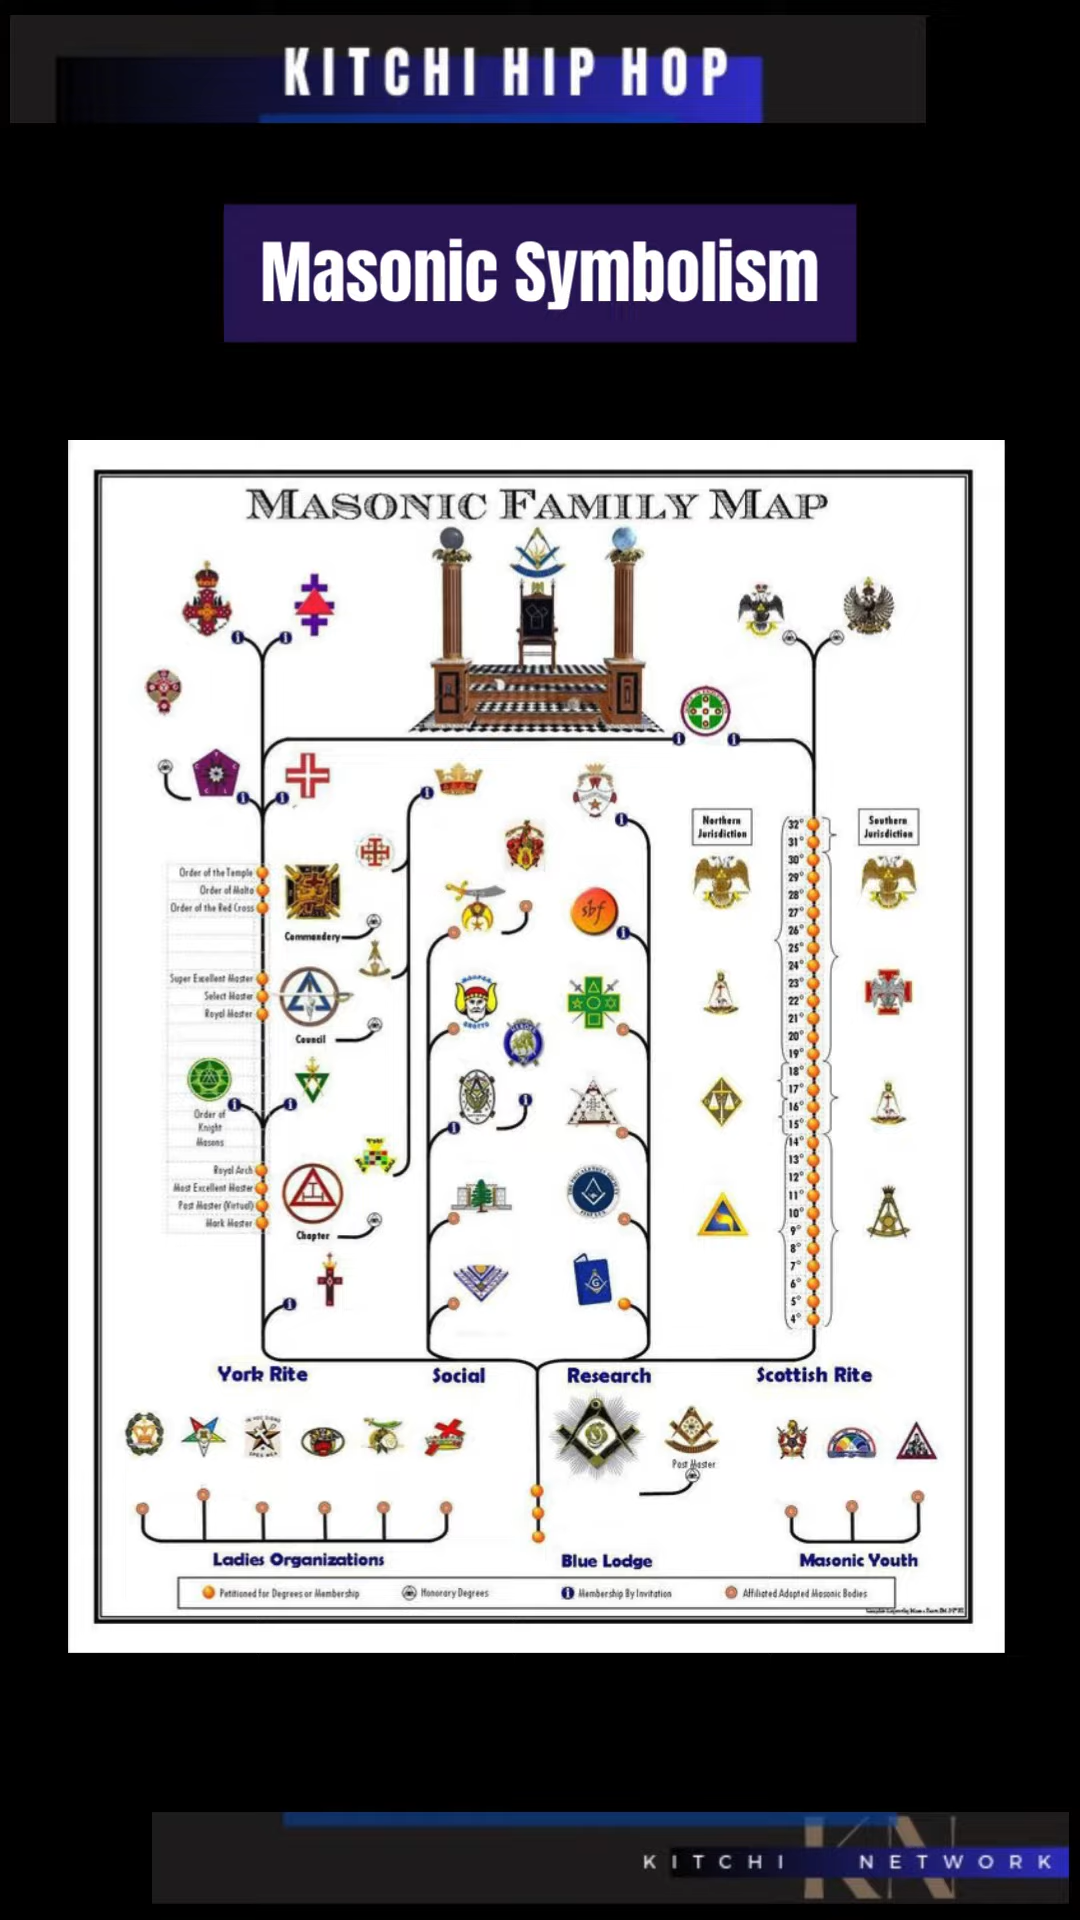 KITCHI HIP HOP
Masonic Symbolism
MASONIC FAMILY MAP
Northern
Jurisdiction
Southern
Jurisdiction
32°
31°
30°
29°
28°
27°
26°
25°
24°
23°
22°
21°
20°
19°
18°
17°
16°
15°
14°
13°
12°
11°
10°
9°
8°
7°
6°
5°
4°
Order of the Temple
Order of Malta
Order of the Red Cross
Commandery
Super Excellent Master
Select Master
Royal Master
Council
Order of
Knight
Masons
Royal Arch
Most Excellent Master
Past Master (Virtual)
Mark Master
Chapter
sbf
GROTTO
G
York Rite
Social
Research
Scottish Rite
Past Master
Ladies Organizations
Blue Lodge
Masonic Youth
Petitioned for Degrees or Membership
Honorary Degrees
Membership By Invitation
Affiliated Adopted Masonic Bodies
KN
KITCHI NETWORK